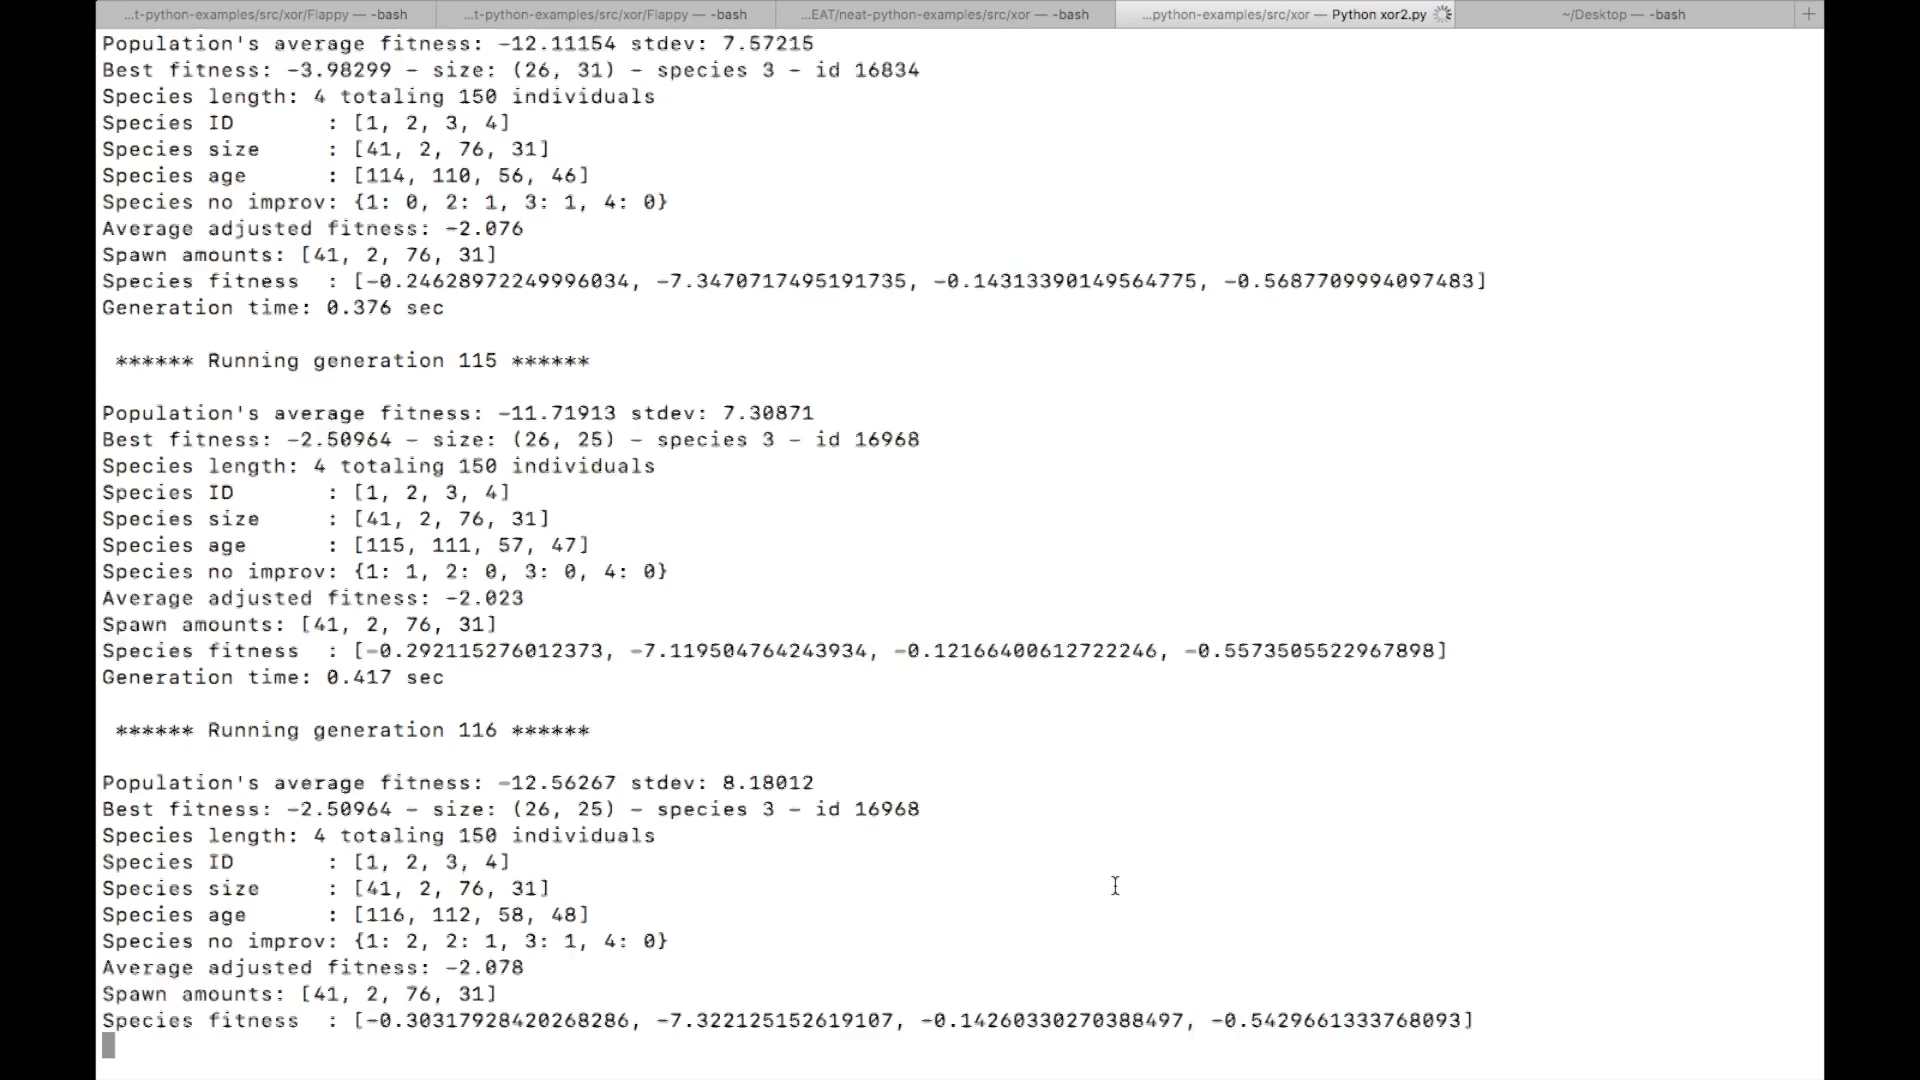 ...t-python-examples/src/xor/Flappy — -bash
...t-python-examples/src/xor/Flappy — -bash
...EAT/neat-python-examples/src/xor — -bash
...python-examples/src/xor — Python xor2.py
~/Desktop — -bash
+
Population's average fitness: -12.11154 stdev: 7.57215
Best fitness: -3.98299 - size: (26, 31) - species 3 - id 16834
Species length: 4 totaling 150 individuals
Species ID       : [1, 2, 3, 4]
Species size     : [41, 2, 76, 31]
Species age      : [114, 110, 56, 46]
Species no improv: {1: 0, 2: 1, 3: 1, 4: 0}
Average adjusted fitness: -2.076
Spawn amounts: [41, 2, 76, 31]
Species fitness  : [-0.24628972249996034, -7.3470717495191735, -0.14313390149564775, -0.5687709994097483]
Generation time: 0.376 sec
****** Running generation 115 ******
Population's average fitness: -11.71913 stdev: 7.30871
Best fitness: -2.50964 - size: (26, 25) - species 3 - id 16968
Species length: 4 totaling 150 individuals
Species ID       : [1, 2, 3, 4]
Species size     : [41, 2, 76, 31]
Species age      : [115, 111, 57, 47]
Species no improv: {1: 1, 2: 0, 3: 0, 4: 0}
Average adjusted fitness: -2.023
Spawn amounts: [41, 2, 76, 31]
Species fitness  : [-0.292115276012373, -7.119504764243934, -0.12166400612722246, -0.5573505522967898]
Generation time: 0.417 sec
****** Running generation 116 ******
Population's average fitness: -12.56267 stdev: 8.18012
Best fitness: -2.50964 - size: (26, 25) - species 3 - id 16968
Species length: 4 totaling 150 individuals
Species ID       : [1, 2, 3, 4]
Species size     : [41, 2, 76, 31]
Species age      : [116, 112, 58, 48]
Species no improv: {1: 2, 2: 1, 3: 1, 4: 0}
Average adjusted fitness: -2.078
Spawn amounts: [41, 2, 76, 31]
Species fitness  : [-0.30317928420268286, -7.322125152619107, -0.14260330270388497, -0.5429661333768093]